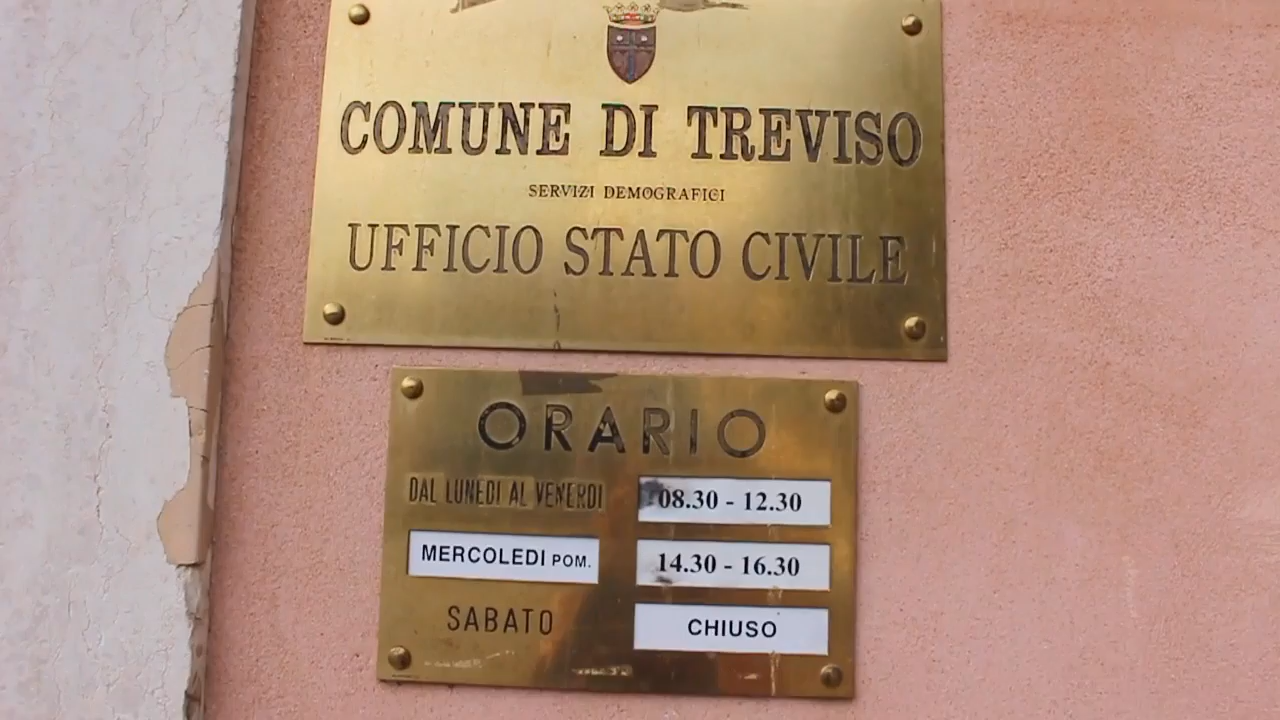 COMUNE DI TREVISO
SERVIZI DEMOGRAFICI
UFFICIO STATO CIVILE
ORARIO
DAL LUNEDI AL VENERDI 08.30 - 12.30
MERCOLEDI POM. 14.30 - 16.30
SABATO CHIUSO